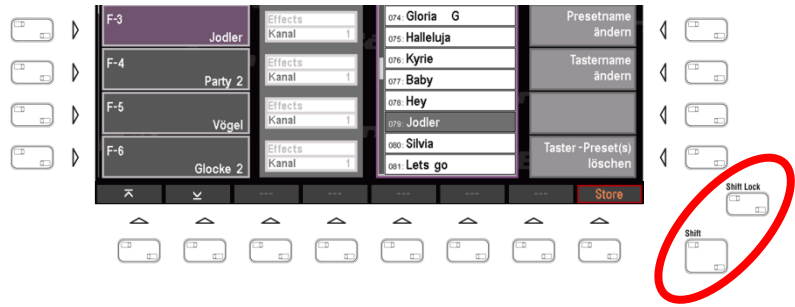 F-3
Jodler
F-4
Party 2
F-5
Vögel
F-6
Glocke 2
Effects
Kanal 1
Effects
Kanal 1
Effects
Kanal 1
Effects
Kanal 1
074: Gloria G
075: Halleluja
076: Kyrie
077: Baby
078: Hey
079: Jodler
080: Silvia
081: Lets go
Presetname
ändern
Tastername
ändern
Taster-Preset(s)
löschen
--- --- --- --- --- Store
Shift Lock
Shift